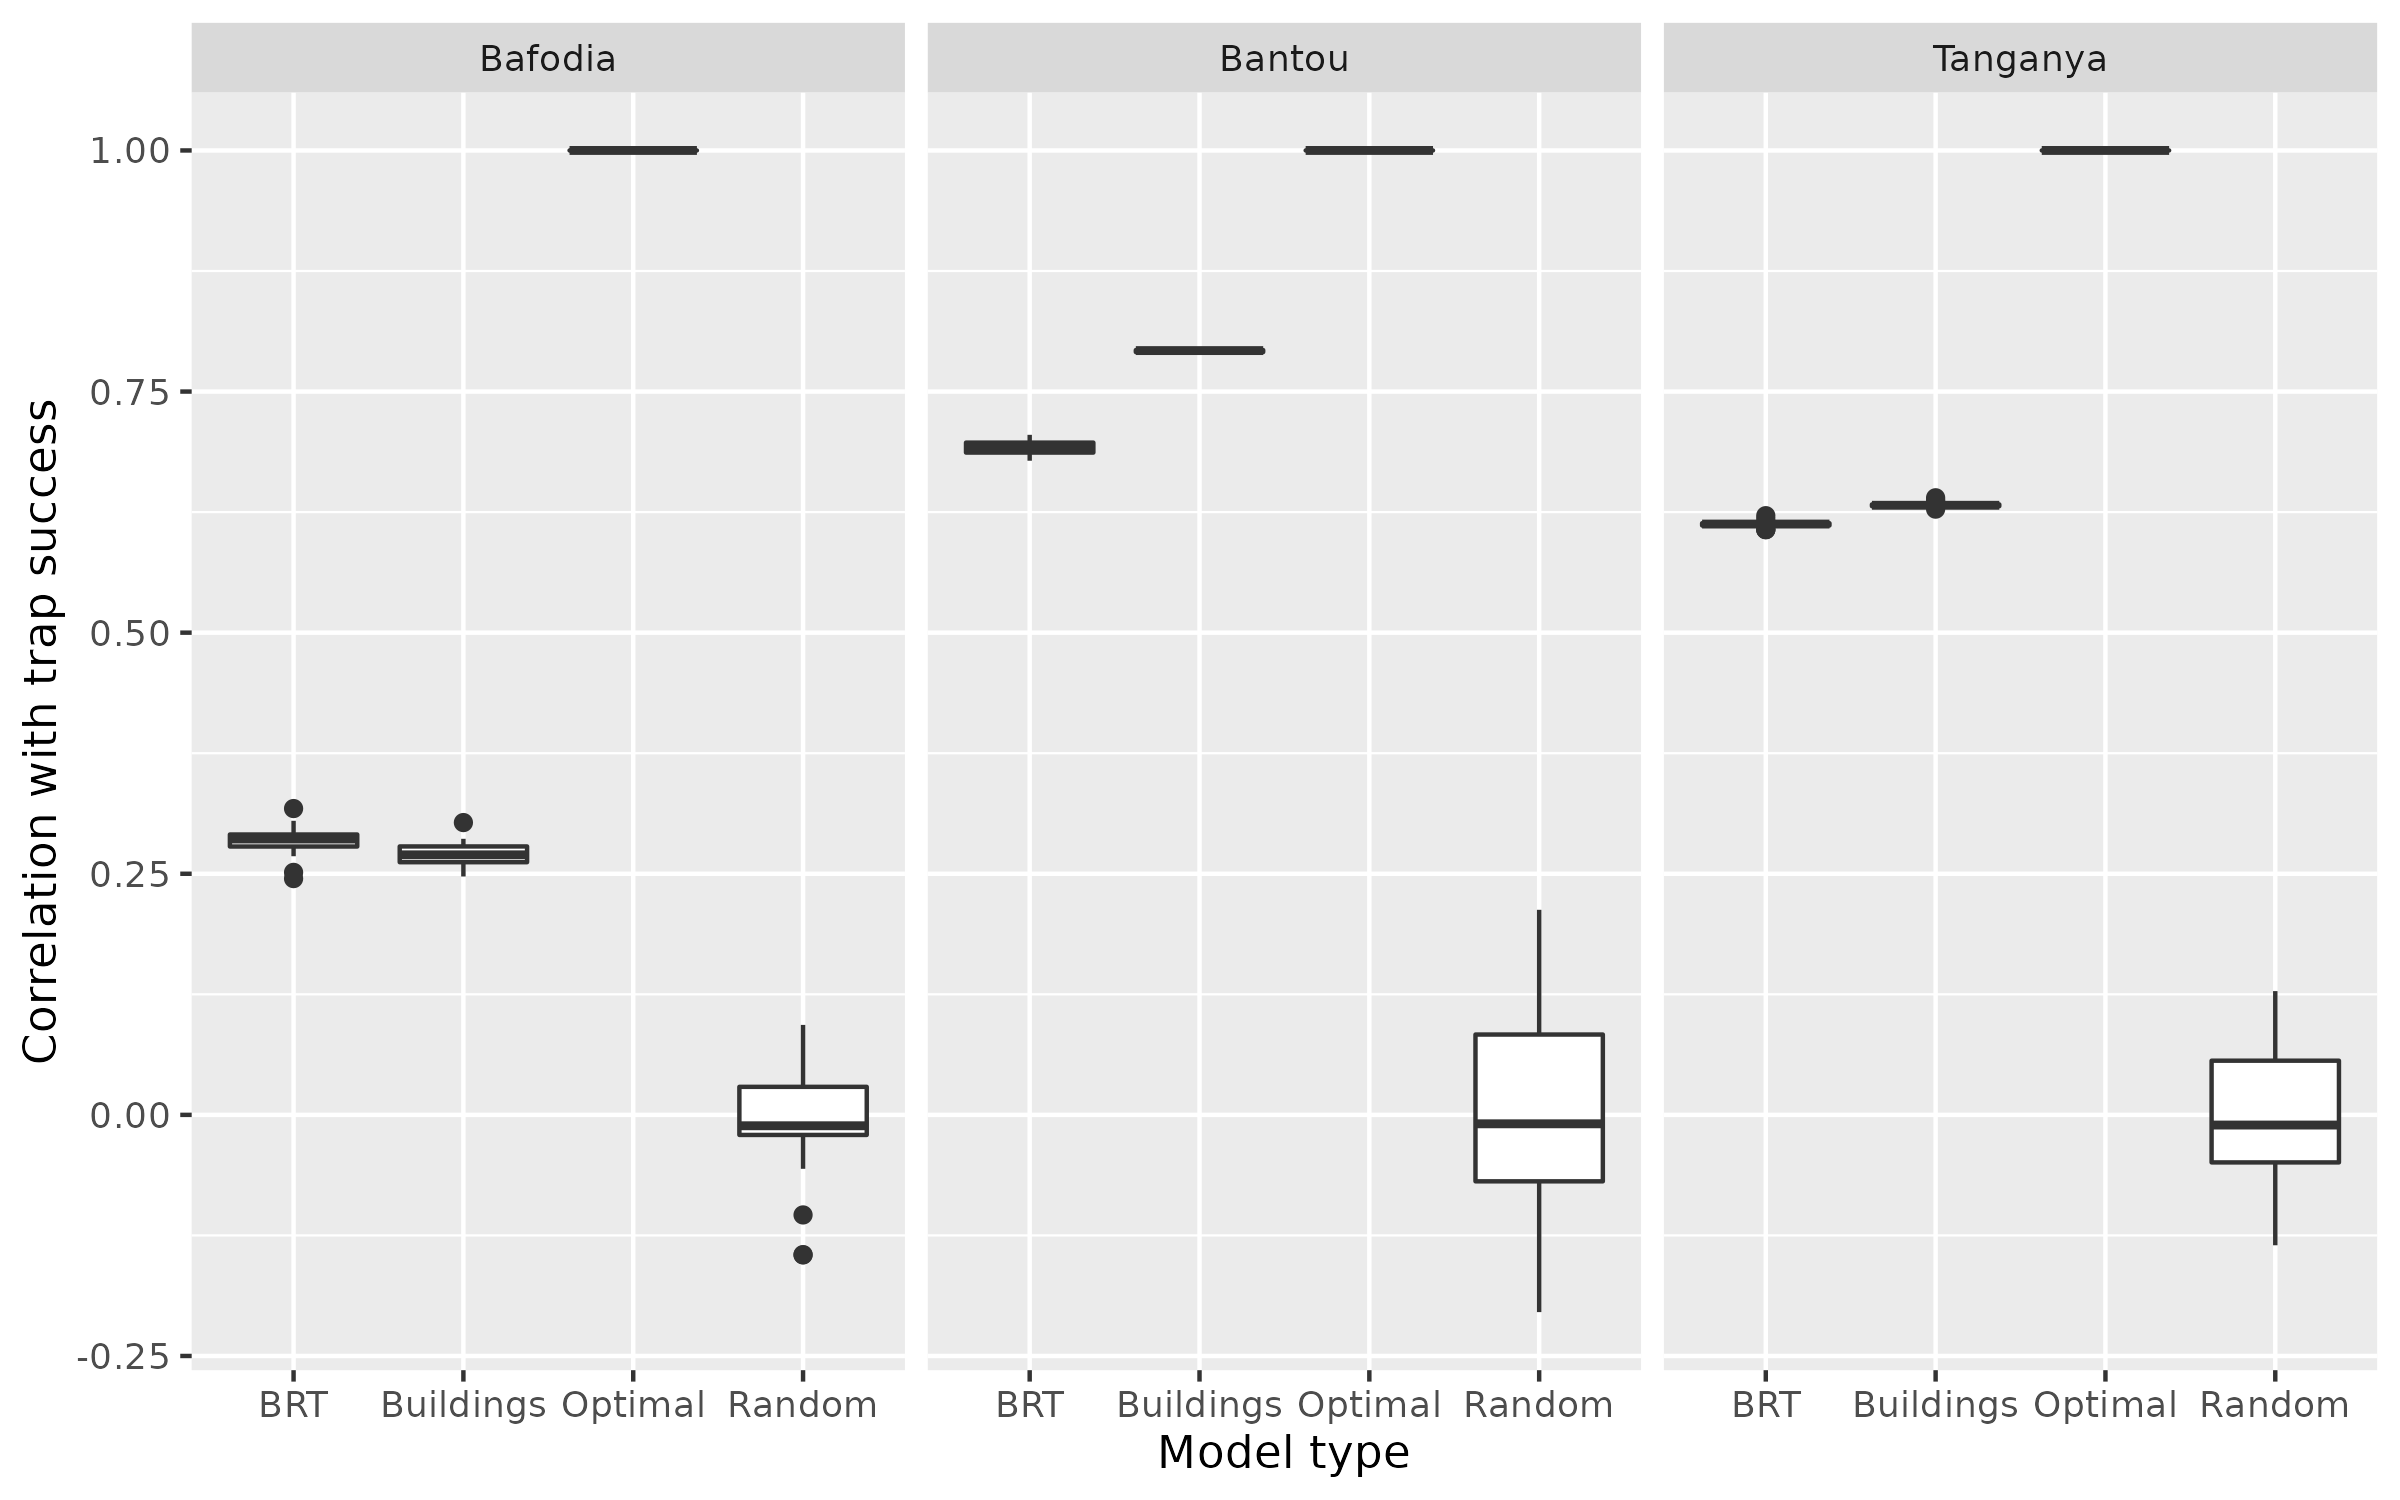 Bafodia Bantou Tanganya
Correlation with trap success
1.00
0.75
0.50
0.25
0.00
-0.25
BRT Buildings Optimal Random BRT Buildings Optimal Random BRT Buildings Optimal Random
Model type